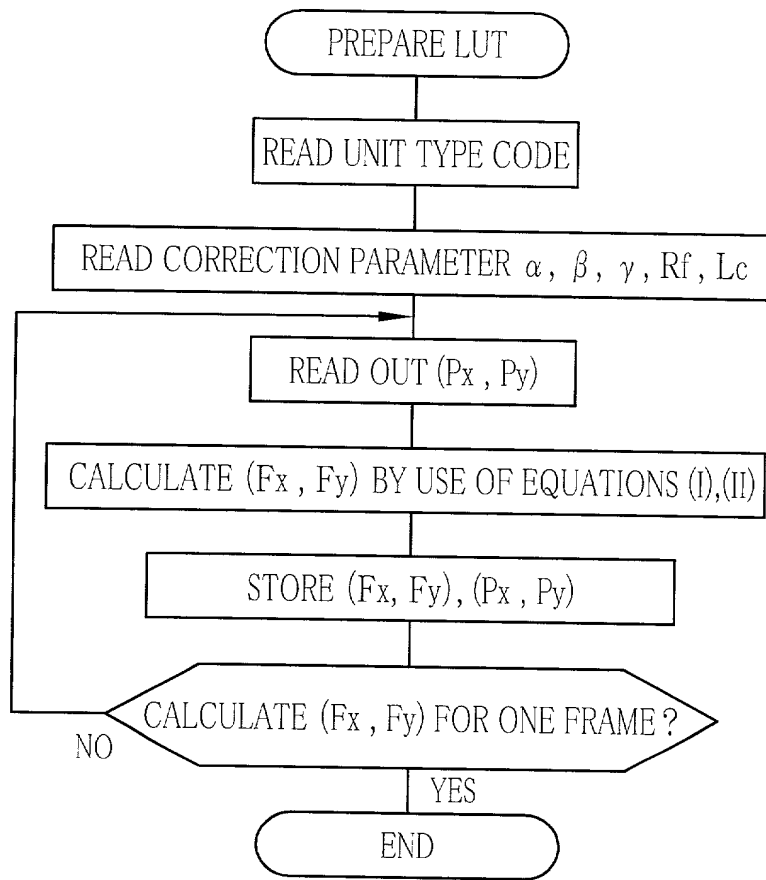 PREPARE LUT
READ UNIT TYPE CODE
READ CORRECTION PARAMETER α, β, γ, Rf, Lc
READ OUT (Px, Py)
CALCULATE (Fx, Fy) BY USE OF EQUATIONS (I),(II)
STORE (Fx, Fy), (Px, Py)
CALCULATE (Fx, Fy) FOR ONE FRAME?
NO
YES
END